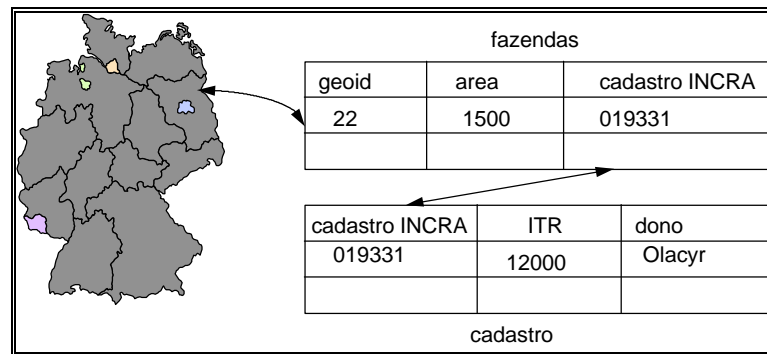 fazendas
geoid area cadastro INCRA
22 1500 019331
cadastro INCRA ITR dono
019331 12000 Olacyr
cadastro